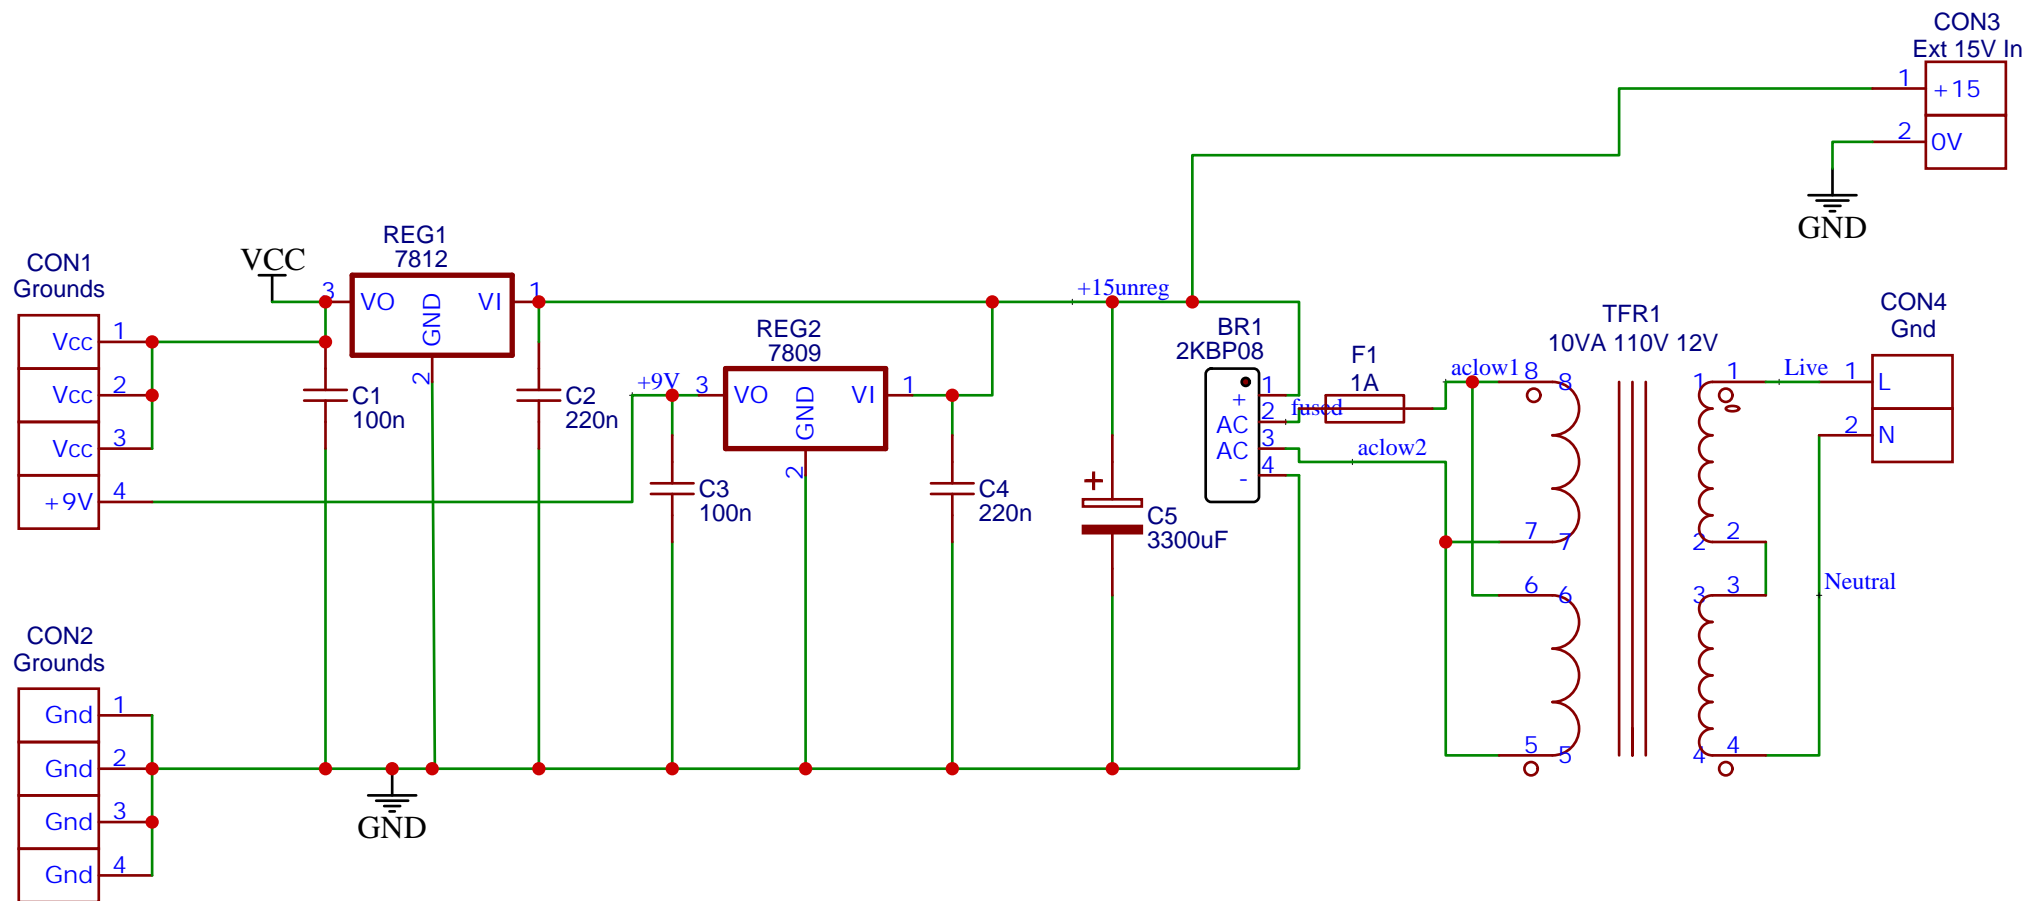 CON3
Ext 15V In
1
+15
2
0V
GND
REG1
7812
VCC
3
VO
GND
VI
1
2
CON1
Grounds
Vcc
1
Vcc
2
Vcc
3
+9V
4
C1
100n
C2
220n
+15unreg
REG2
7809
+9V
3
VO
GND
VI
1
2
C3
100n
C4
220n
+
C5
3300uF
BR1
2KBP08
1
+
2
AC
3
AC
4
-
fused
F1
1A
aclow1
aclow2
TFR1
10VA 110V 12V
8
8
7
7
6
6
5
5
1
1
2
2
3
3
4
4
Live
Neutral
CON4
Gnd
1
L
2
N
CON2
Grounds
Gnd
1
Gnd
2
Gnd
3
Gnd
4
GND